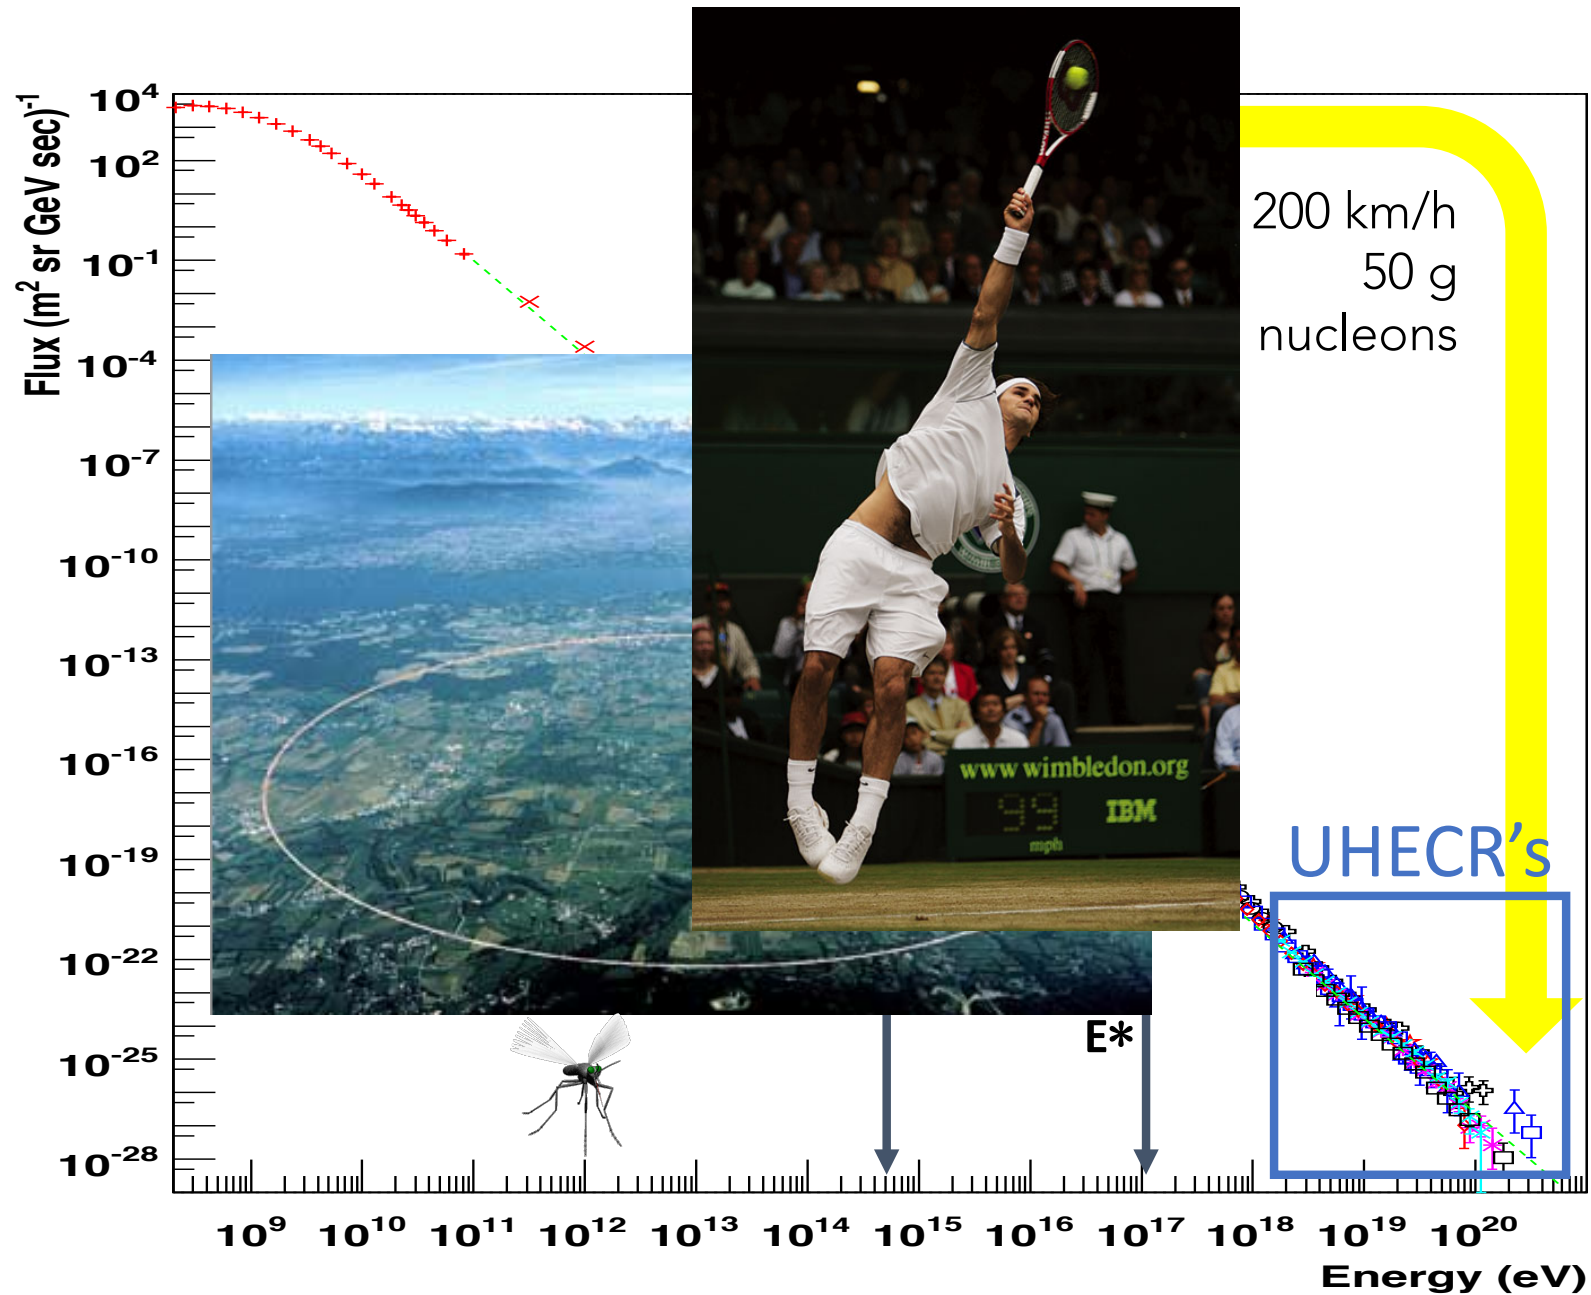 Flux (m² sr GeV sec)⁻¹
10⁴
10²
10⁻¹
10⁻⁴
10⁻⁷
10⁻¹⁰
10⁻¹³
10⁻¹⁶
10⁻¹⁹
10⁻²²
10⁻²⁵
10⁻²⁸
200 km/h
50 g
nucleons
www wimbledon.org
99
IBM
mph
UHECR's
E*
10⁹ 10¹⁰ 10¹¹ 10¹² 10¹³ 10¹⁴ 10¹⁵ 10¹⁶ 10¹⁷ 10¹⁸ 10¹⁹ 10²⁰
Energy (eV)